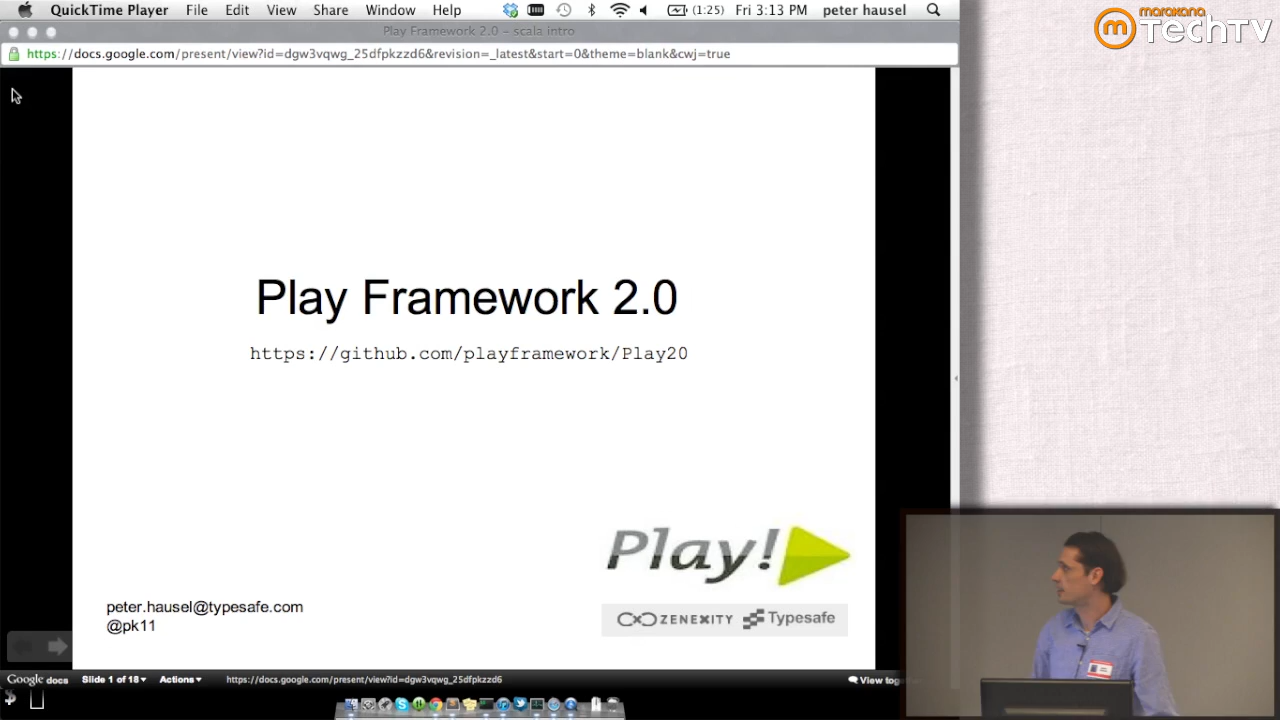 QuickTime Player File Edit View Share Window Help (1:25) Fri 3:13 PM peter hausel
marakana
m TechTV
Play Framework 2.0 – scala intro
https://docs.google.com/present/view?id=dgw3vqwg_25dfpkzzd6&revision=_latest&start=0&theme=blank&cwj=true
Play Framework 2.0
https://github.com/playframework/Play20
Play!
ZENEXITY Typesafe
peter.hausel@typesafe.com
@pk11
Google docs Slide 1 of 18 Actions https://docs.google.com/present/view?id=dgw3vqwg_25dfpkzzd6 View